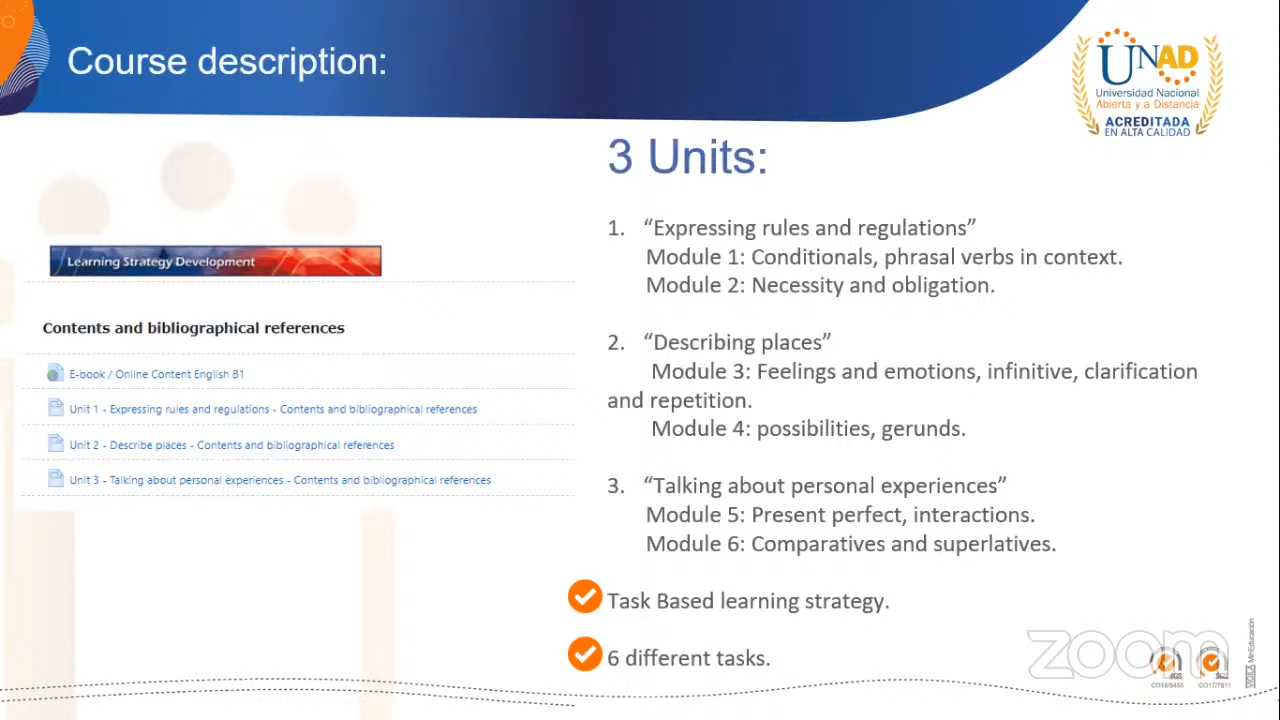 Course description:
UNAD
Universidad Nacional
Abierta y a Distancia
ACREDITADA
EN ALTA CALIDAD
3 Units:
Learning Strategy Development
Contents and bibliographical references
E-book / Online Content English B1
Unit 1 - Expressing rules and regulations - Contents and bibliographical references
Unit 2 - Describe places - Contents and bibliographical references
Unit 3 - Talking about personal experiences - Contents and bibliographical references
1. “Expressing rules and regulations”
Module 1: Conditionals, phrasal verbs in context.
Module 2: Necessity and obligation.
2. “Describing places”
Module 3: Feelings and emotions, infinitive, clarification
and repetition.
Module 4: possibilities, gerunds.
3. “Talking about personal experiences”
Module 5: Present perfect, interactions.
Module 6: Comparatives and superlatives.
Task Based learning strategy.
6 different tasks.
zoom
SGS
SGS
MinEducación